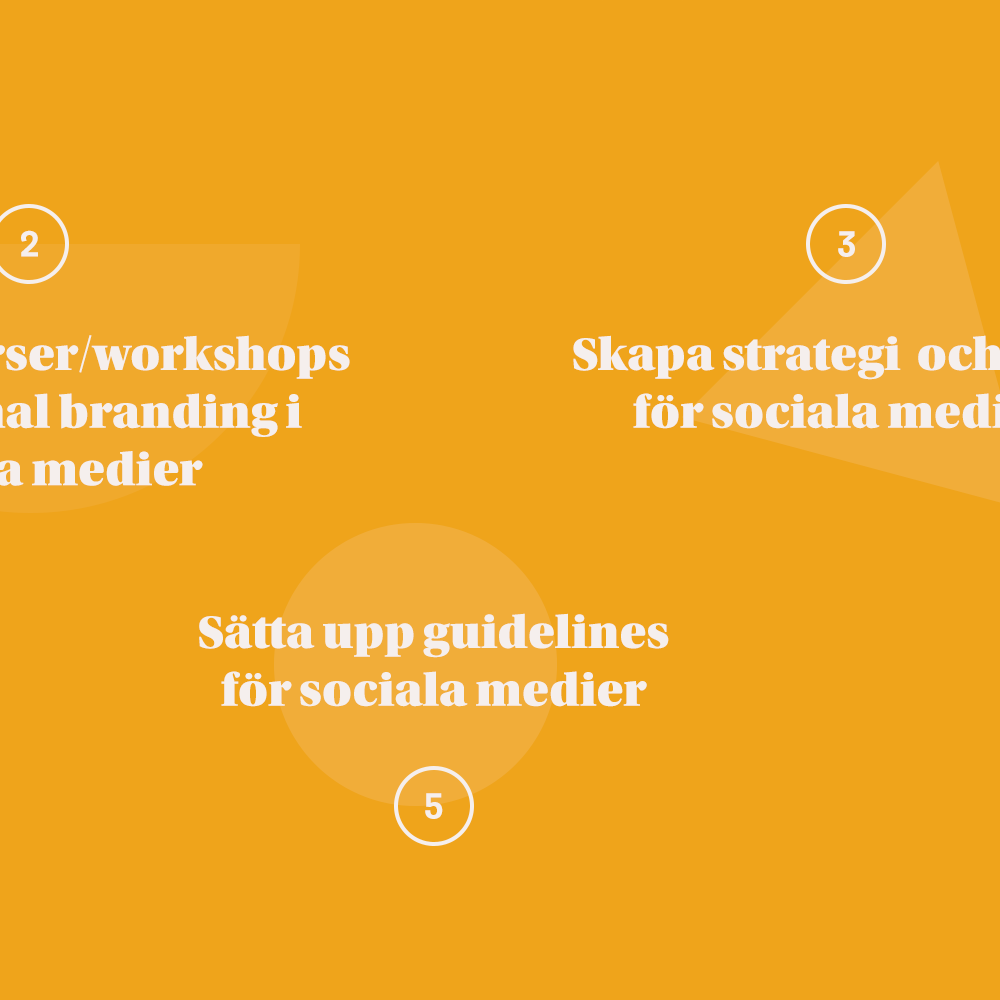 2
rser/workshops
nal branding i
a medier
3
Skapa strategi och
för sociala medi
Sätta upp guidelines
för sociala medier
5